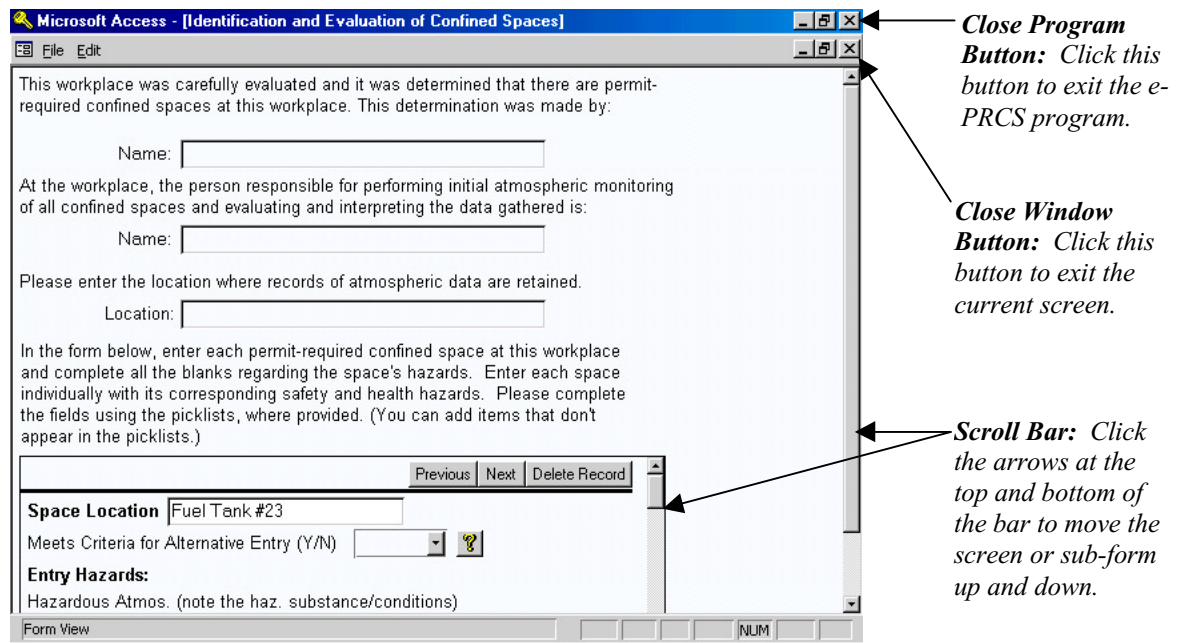 Microsoft Access - [Identification and Evaluation of Confined Spaces]
File Edit
This workplace was carefully evaluated and it was determined that there are permit-
required confined spaces at this workplace. This determination was made by:
Name:
At the workplace, the person responsible for performing initial atmospheric monitoring
of all confined spaces and evaluating and interpreting the data gathered is:
Name:
Please enter the location where records of atmospheric data are retained.
Location:
In the form below, enter each permit-required confined space at this workplace
and complete all the blanks regarding the space's hazards. Enter each space
individually with its corresponding safety and health hazards. Please complete
the fields using the picklists, where provided. (You can add items that don't
appear in the picklists.)
Previous Next Delete Record
Space Location Fuel Tank #23
Meets Criteria for Alternative Entry (Y/N) ?
Entry Hazards:
Hazardous Atmos. (note the haz. substance/conditions)
Form View NUM
Close Program
Button: Click this
button to exit the e-
PRCS program.
Close Window
Button: Click this
button to exit the
current screen.
Scroll Bar: Click
the arrows at the
top and bottom of
the bar to move the
screen or sub-form
up and down.